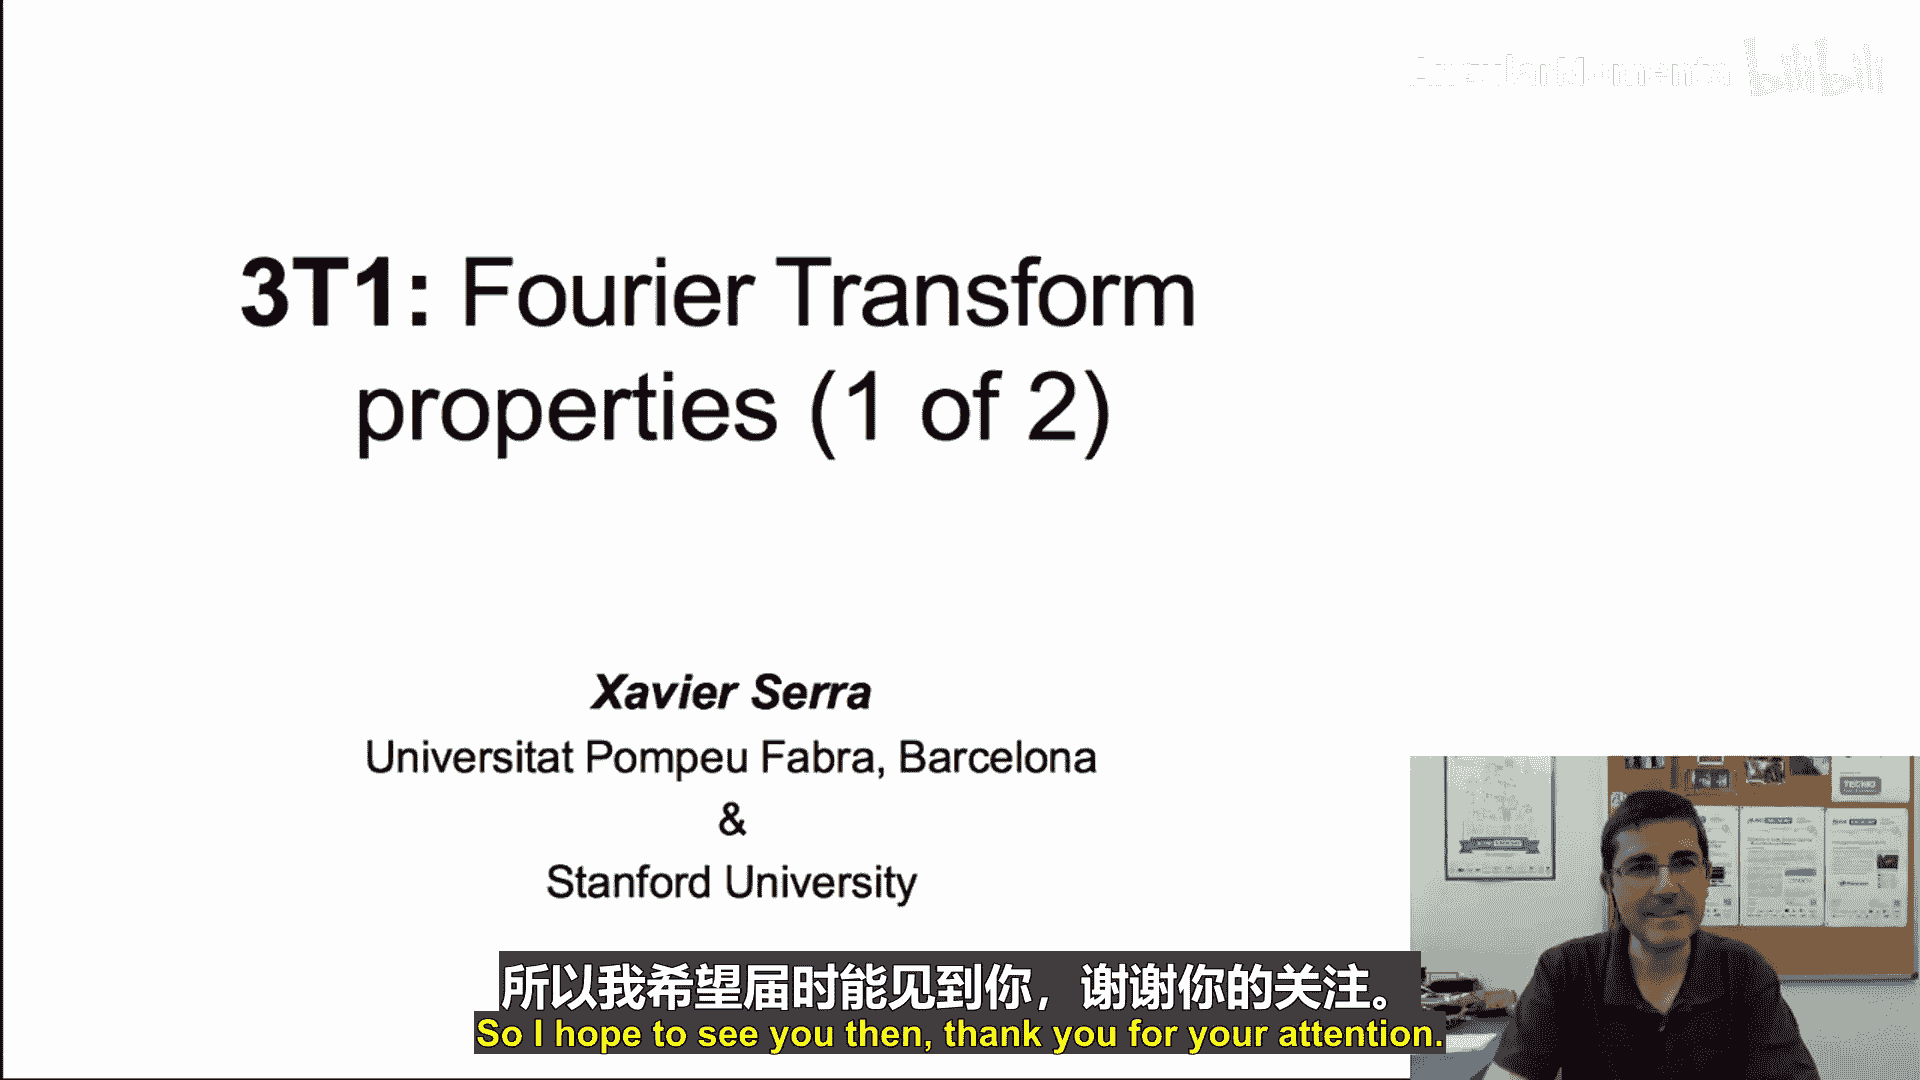 bilibili
3T1: Fourier Transform
properties (1 of 2)
Xavier Serra
Universitat Pompeu Fabra, Barcelona
&
Stanford University
TECNIO
所以我希望届时能见到你，谢谢你的关注。
So I hope to see you then, thank you for your attention.